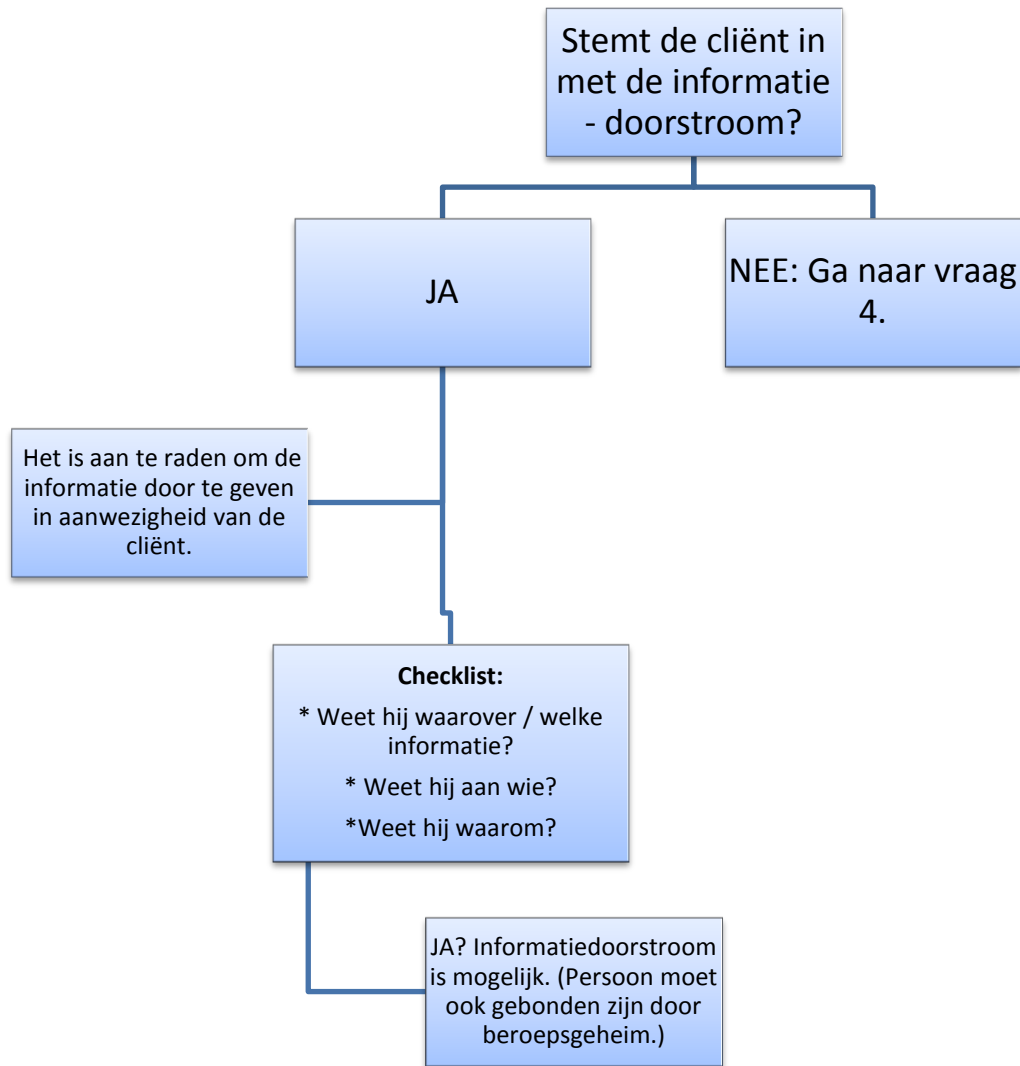 Stemt de cliënt in
met de informatie
- doorstroom?
JA
NEE: Ga naar vraag
4.
Het is aan te raden om de
informatie door te geven
in aanwezigheid van de
cliënt.
Checklist:
* Weet hij waarover / welke
informatie?
* Weet hij aan wie?
*Weet hij waarom?
JA? Informatiedoorstroom
is mogelijk. (Persoon moet
ook gebonden zijn door
beroepsgeheim.)